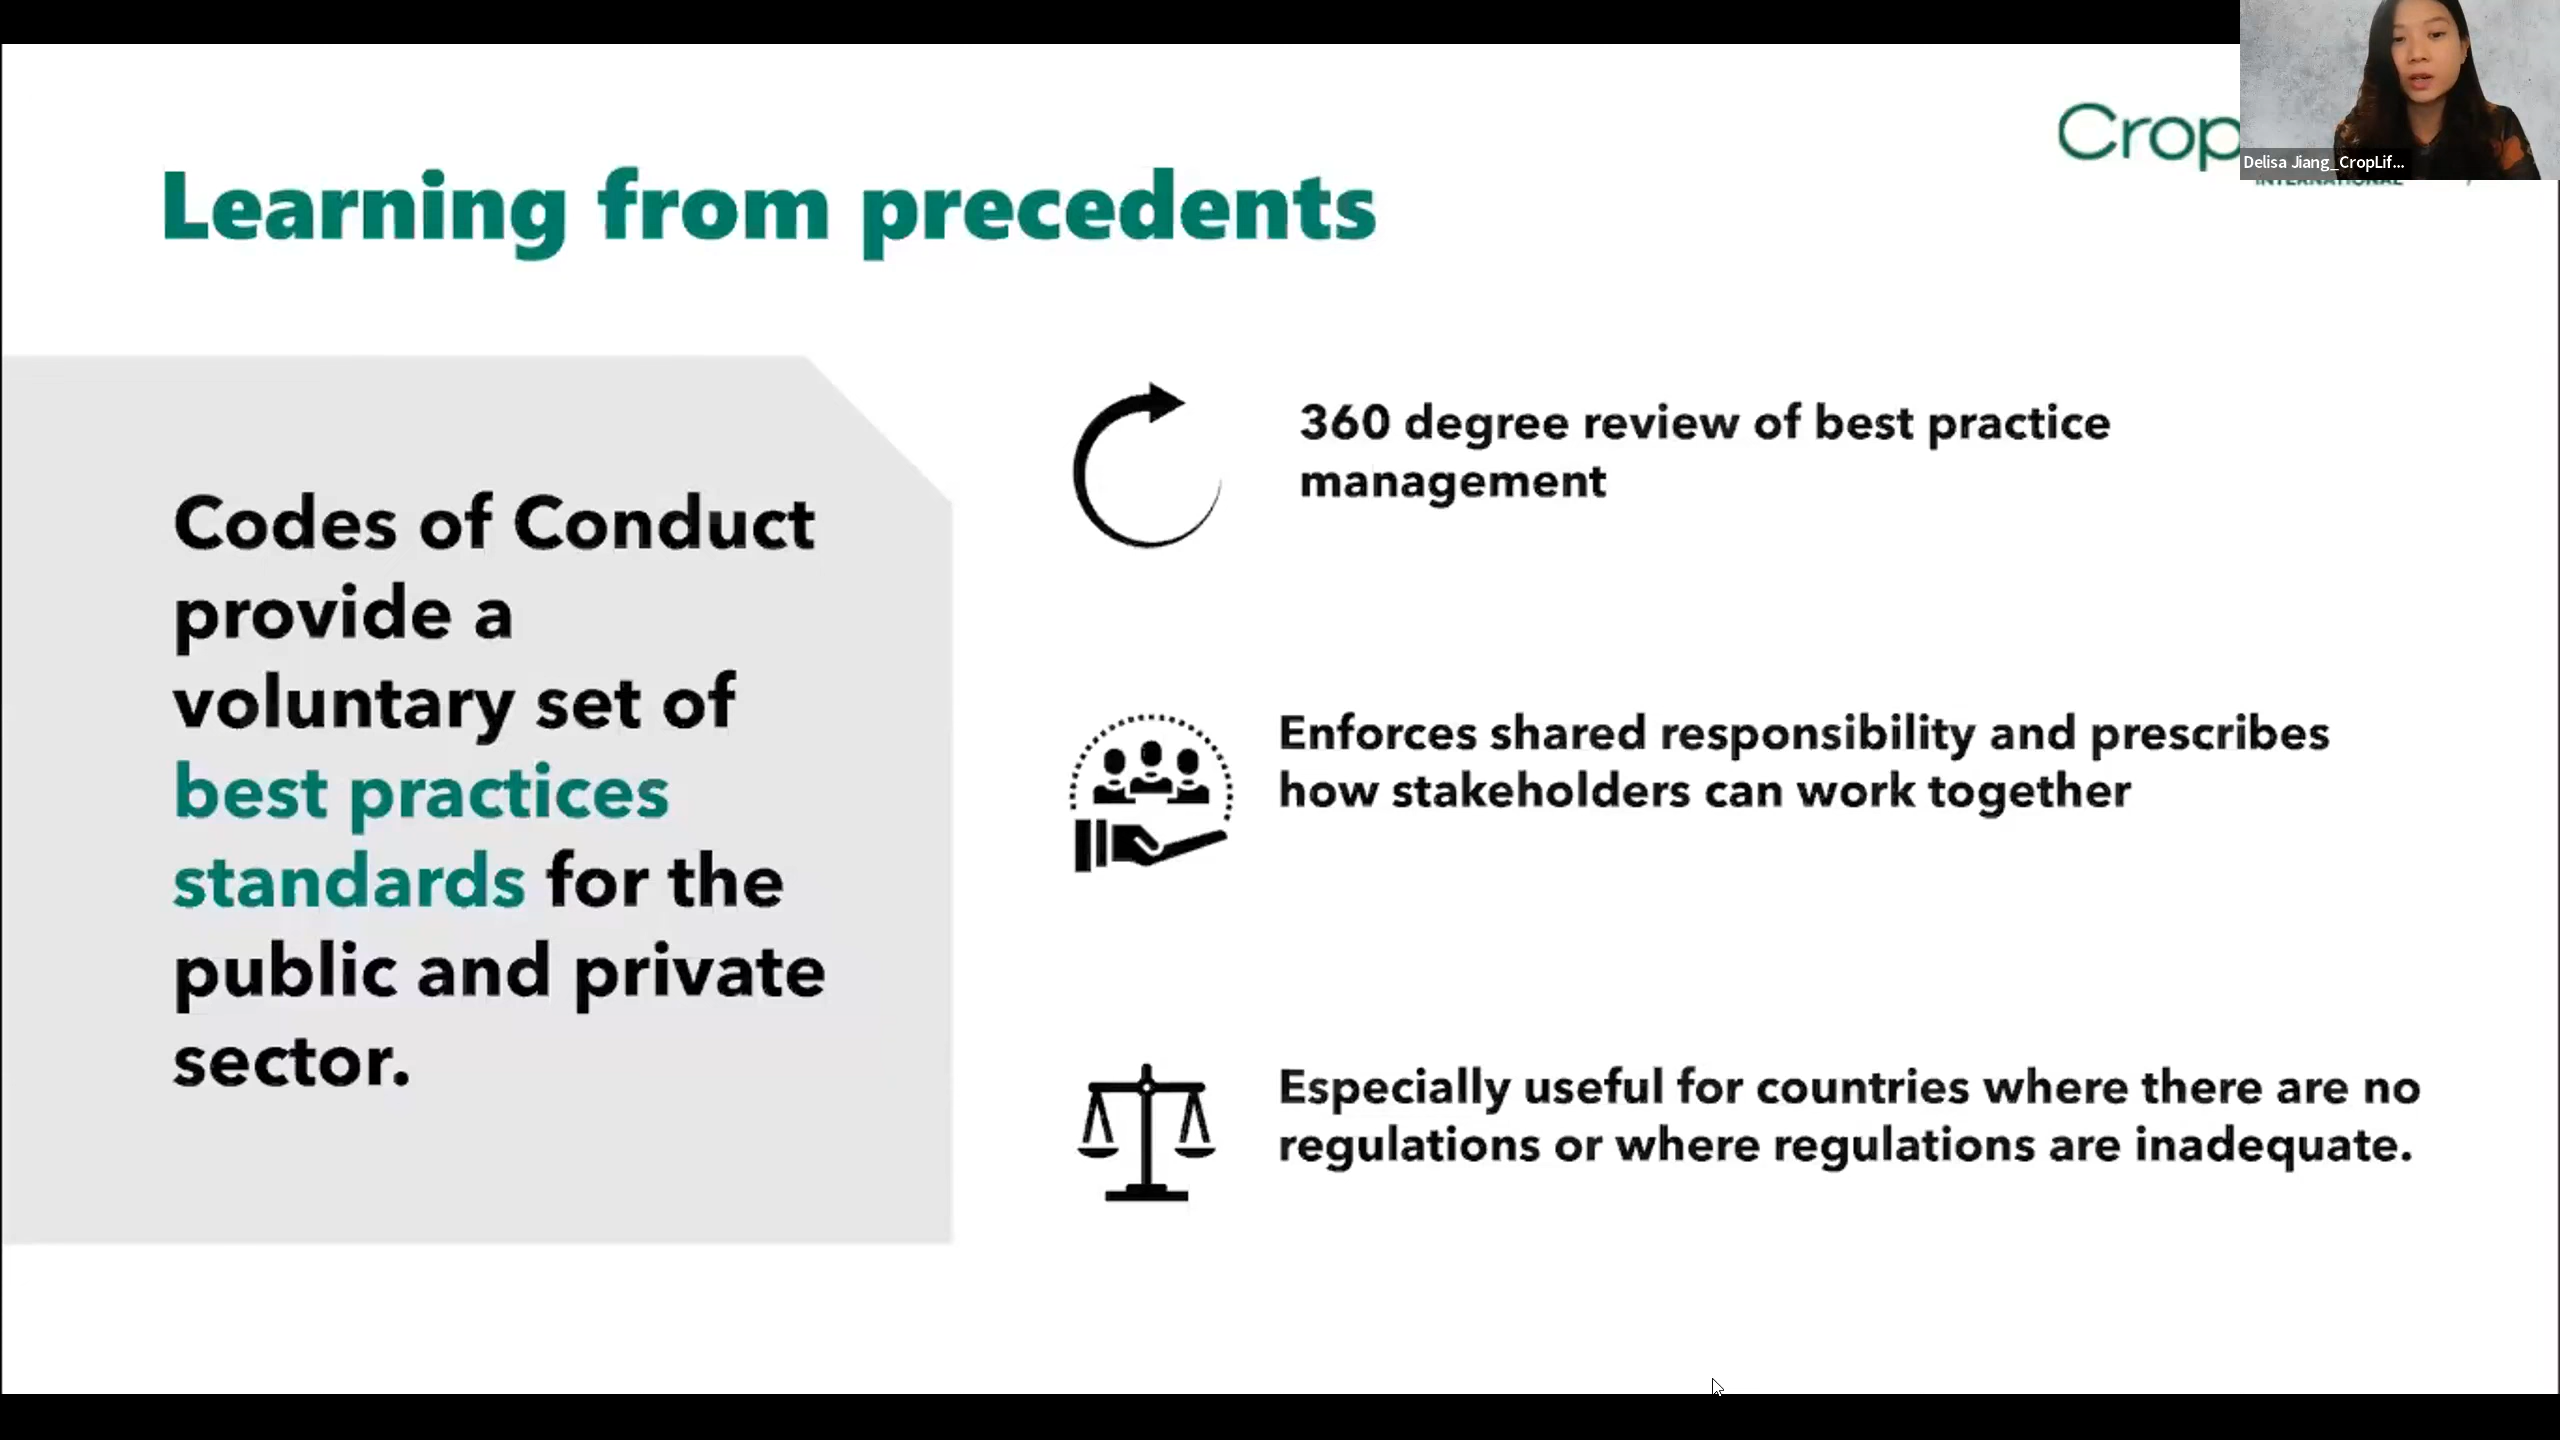 Crop
Delisa Jiang_CropLif...
INTERNATIONAL
Learning from precedents
Codes of Conduct
provide a
voluntary set of
best practices
standards for the
public and private
sector.
360 degree review of best practice
management
Enforces shared responsibility and prescribes
how stakeholders can work together
Especially useful for countries where there are no
regulations or where regulations are inadequate.